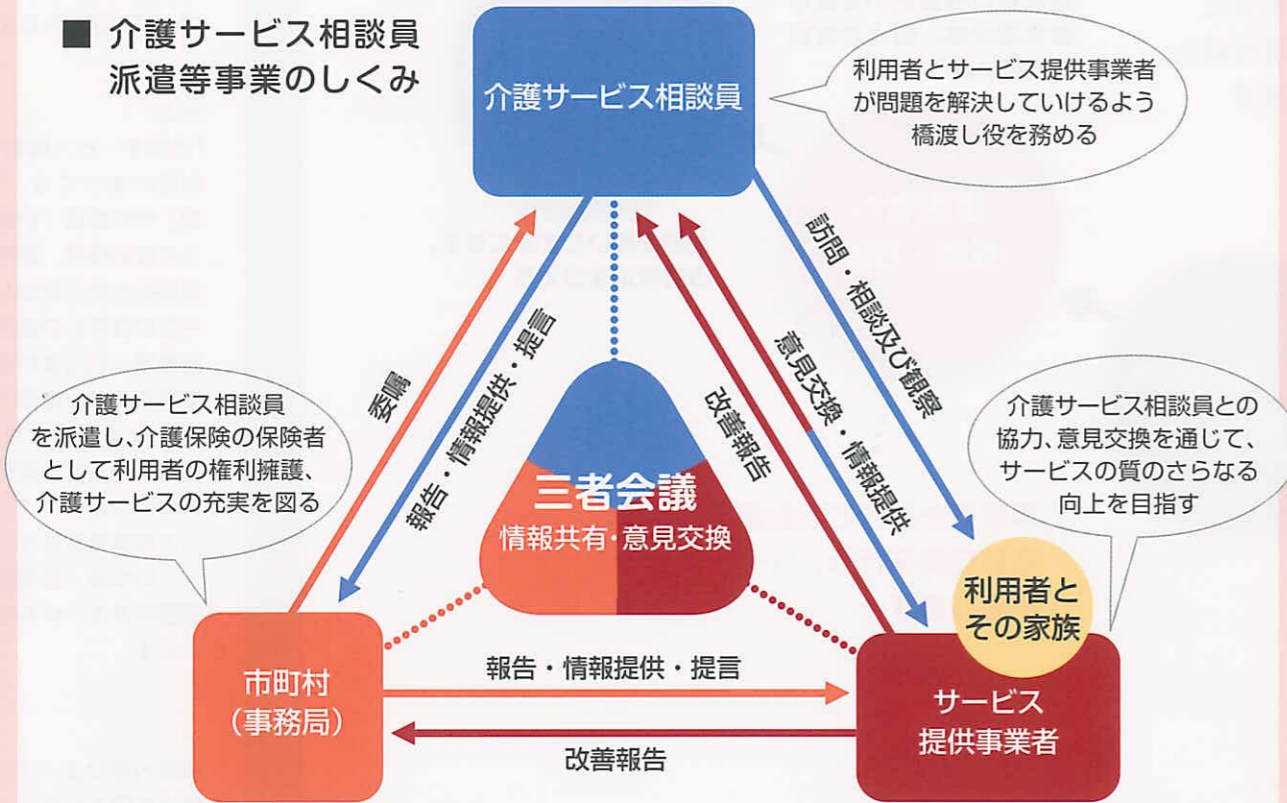 ■ 介護サービス相談員
派遣等事業のしくみ
介護サービス相談員
利用者とサービス提供事業者
が問題を解決していけるよう
橋渡し役を務める
委嘱
報告・情報提供・提言
改善報告
意見交換・情報提供
訪問・相談及び観察
介護サービス相談員
を派遣し、介護保険の保険者
として利用者の権利擁護、
介護サービスの充実を図る
三者会議
情報共有・意見交換
介護サービス相談員との
協力、意見交換を通じて、
サービスの質のさらなる
向上を目指す
利用者と
その家族
市町村
(事務局)
報告・情報提供・提言
改善報告
サービス
提供事業者